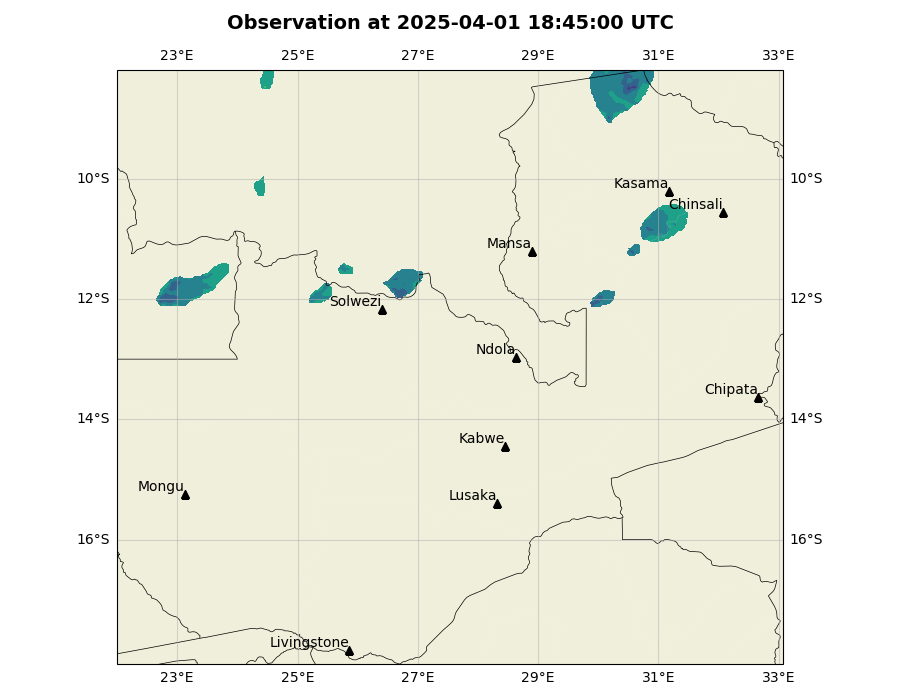 Observation at 2025-04-01 18:45:00 UTC
23°E 25°E 27°E 29°E 31°E 33°E
10°S 10°S
Kasama
Chinsali
Mansa
12°S 12°S
Solwezi
Ndola
Chipata
14°S 14°S
Kabwe
Mongu
Lusaka
16°S 16°S
Livingstone
23°E 25°E 27°E 29°E 31°E 33°E